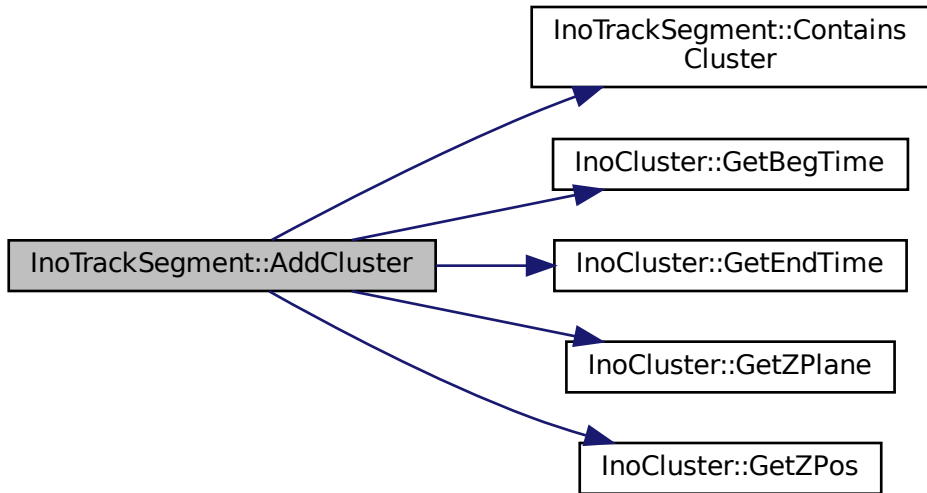 InoTrackSegment::Contains
Cluster
InoCluster::GetBegTime
InoTrackSegment::AddCluster
InoCluster::GetEndTime
InoCluster::GetZPlane
InoCluster::GetZPos